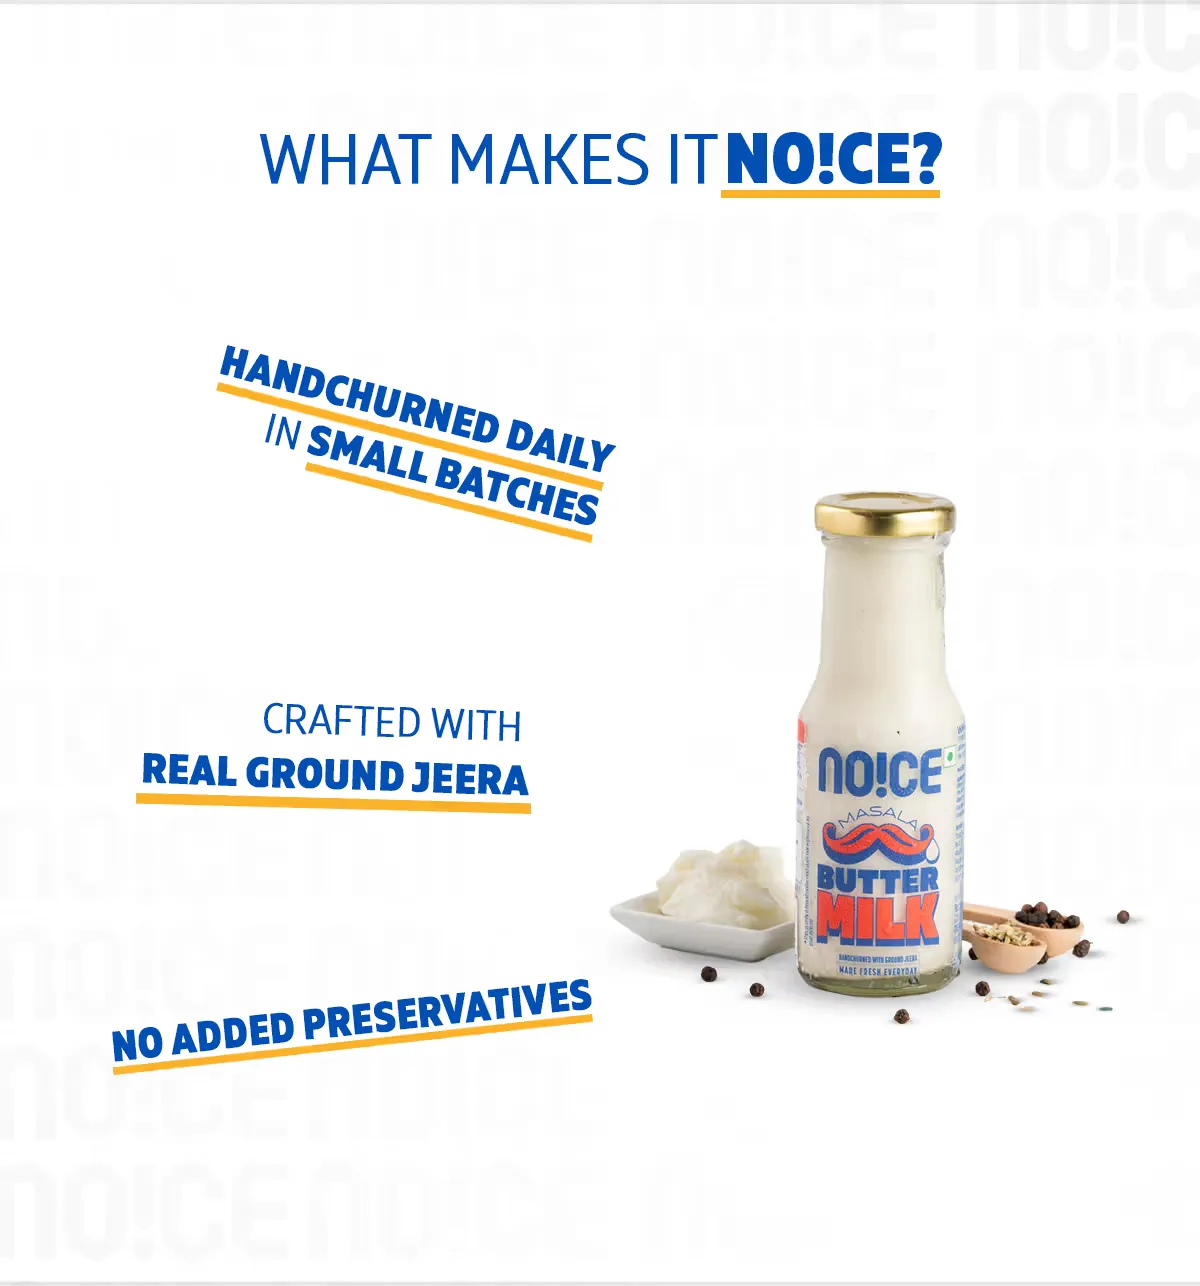 WHAT MAKES IT NO!CE?
HANDCHURNED DAILY
IN SMALL BATCHES
CRAFTED WITH
REAL GROUND JEERA
NO ADDED PRESERVATIVES
NO!CE
MASALA
BUTTER
MILK
HANDCHURNED WITH GROUND JEERA
MADE FRESH EVERYDAY